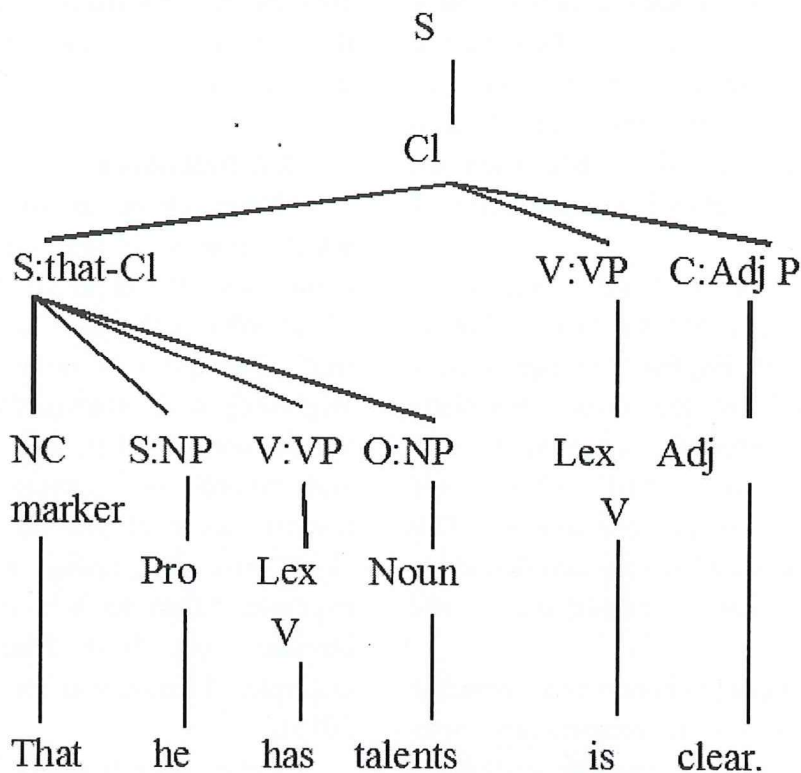 S
Cl
S:that-Cl V:VP C:Adj P
NC S:NP V:VP O:NP Lex Adj
marker V
Pro Lex Noun
V
That he has talents is clear.